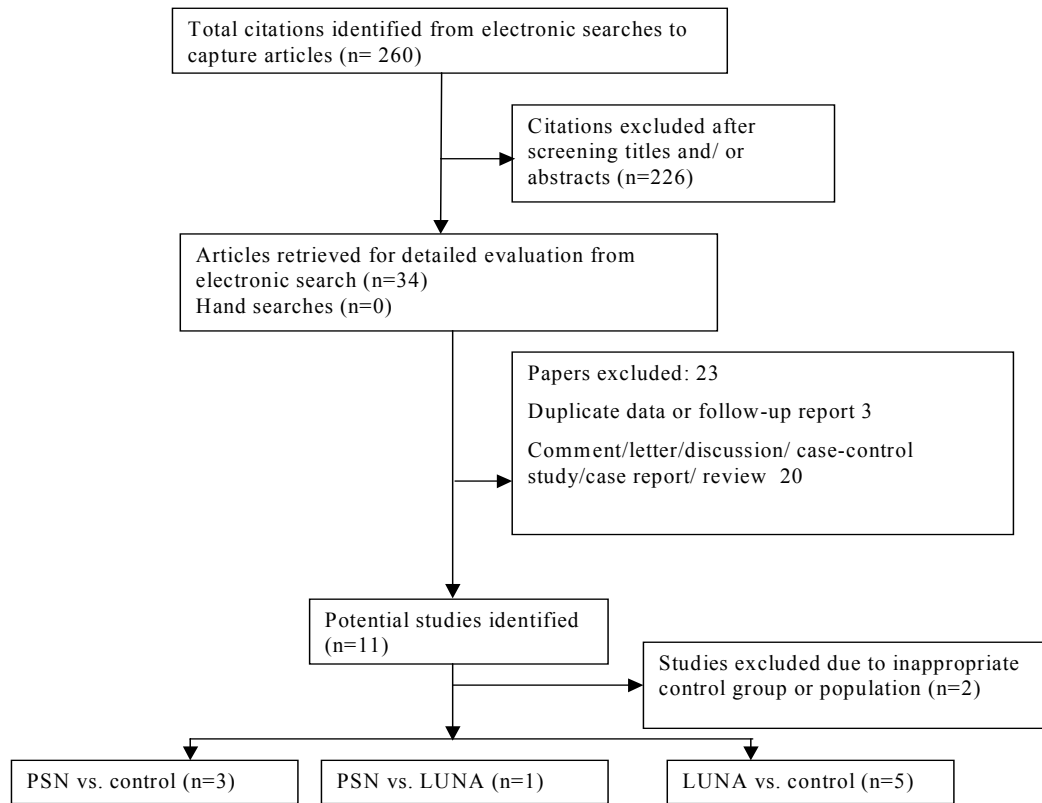 Total citations identified from electronic searches to
capture articles (n= 260)
Citations excluded after
screening titles and/ or
abstracts (n=226)
Articles retrieved for detailed evaluation from
electronic search (n=34)
Hand searches (n=0)
Papers excluded: 23
Duplicate data or follow-up report 3
Comment/letter/discussion/ case-control
study/case report/ review 20
Potential studies identified
(n=11)
Studies excluded due to inappropriate
control group or population (n=2)
PSN vs. control (n=3)
PSN vs. LUNA (n=1)
LUNA vs. control (n=5)